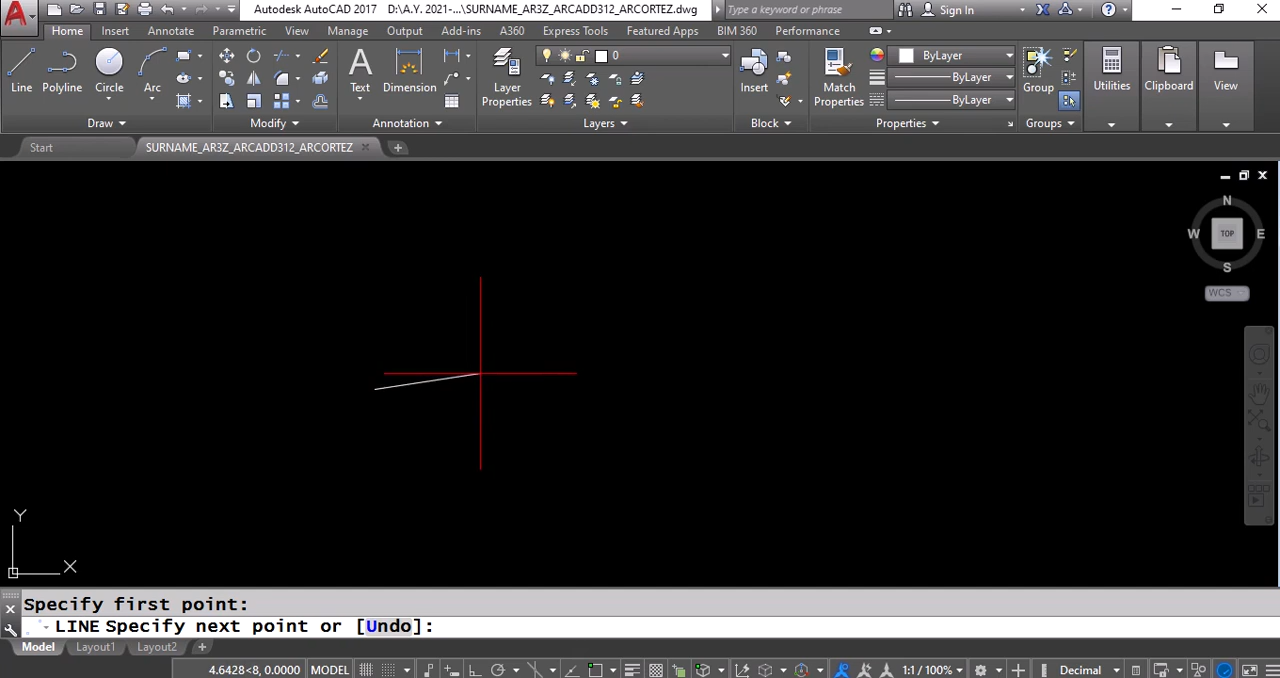 Autodesk AutoCAD 2017 D:\A.Y. 2021-...\SURNAME_AR3Z_ARCADD312_ARCORTEZ.dwg Type a keyword or phrase Sign In
Home Insert Annotate Parametric View Manage Output Add-ins A360 Express Tools Featured Apps BIM 360 Performance
Line Polyline Circle Arc Text Dimension Layer Properties 0 Insert Match Properties ByLayer ByLayer ByLayer Group Utilities Clipboard View
Draw Modify Annotation Layers Block Properties Groups
Start SURNAME_AR3Z_ARCADD312_ARCORTEZ
N
W TOP E
S
WCS
Y
X
Specify first point:
LINE Specify next point or [Undo]:
Model Layout1 Layout2
4.6428<8, 0.0000 MODEL 1:1 / 100% Decimal